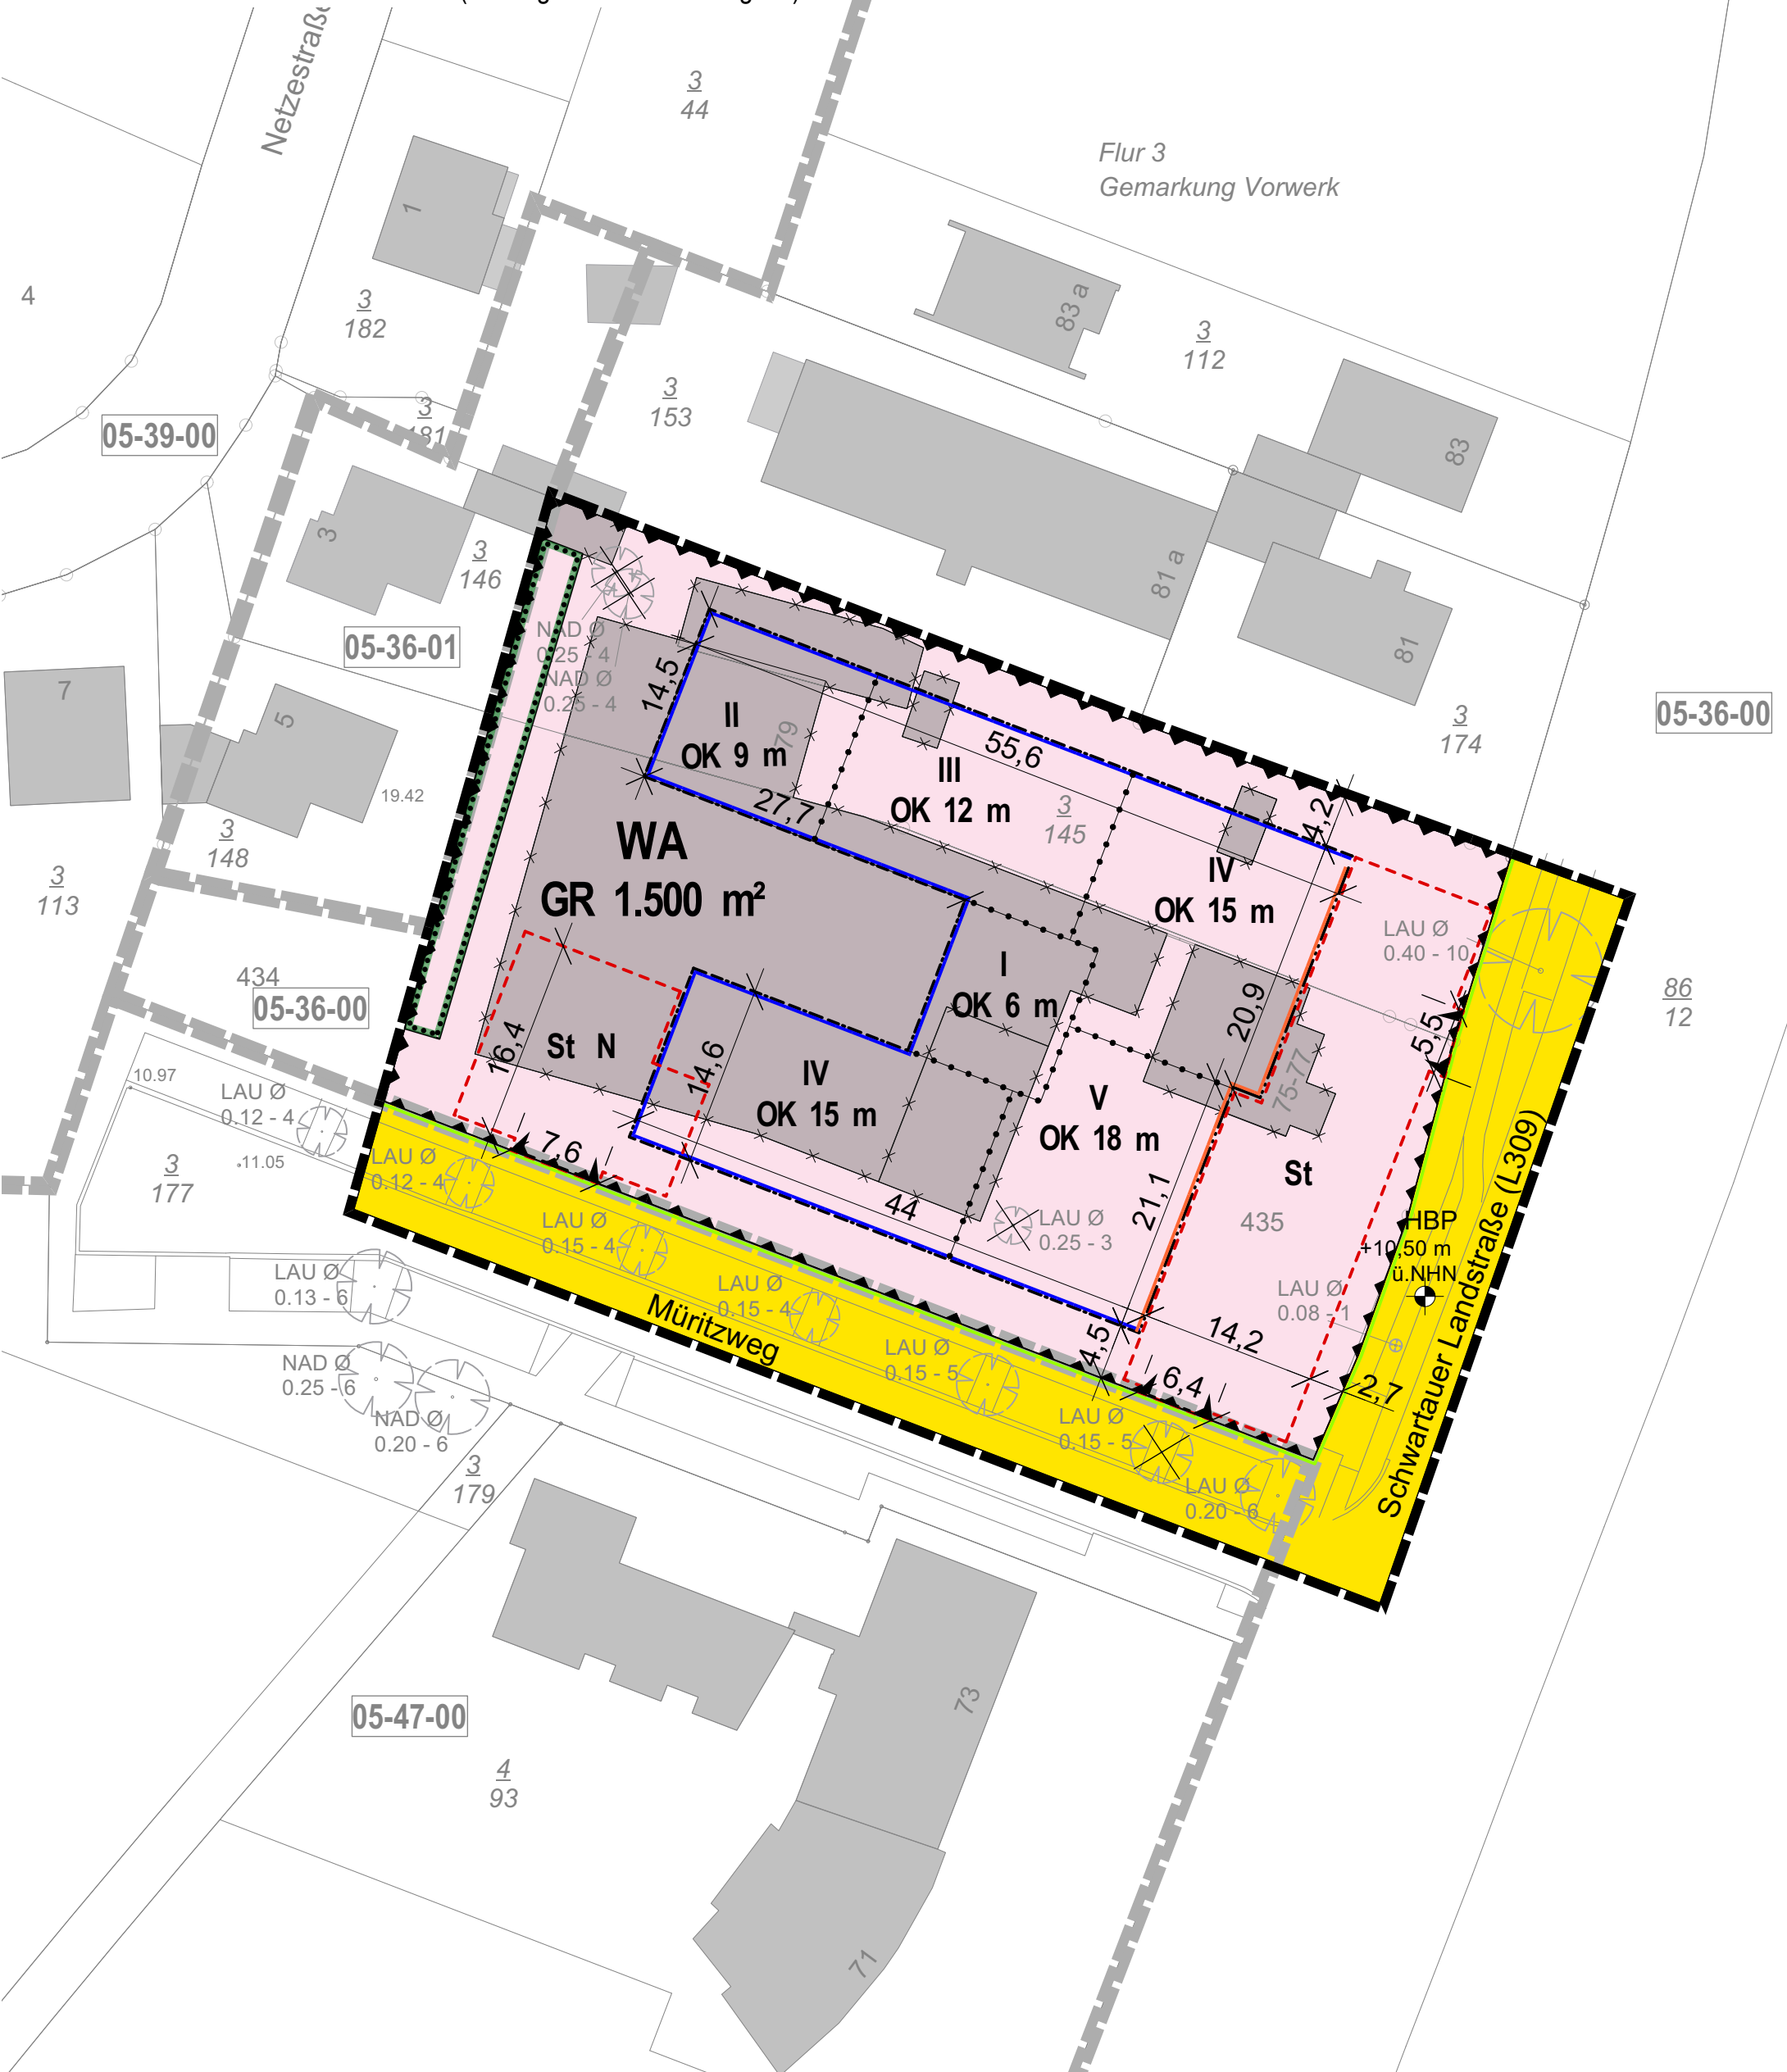 Netzestraße
3
44
Flur 3
Gemarkung Vorwerk
1
4
3
182
83 a
3
112
3
153
3
181
05-39-00
83
3
3
146
81 a
81
NAD Ø
0.25 - 4
05-36-01
NAD Ø
0.25 - 4
14,5
7
5
II
OK 9 m
79
55,6
05-36-00
3
174
III
OK 12 m
3
145
19.42
27,7
4,2
3
148
WA
GR 1.500 m²
IV
OK 15 m
3
113
LAU Ø
0.40 - 10
434
05-36-00
I
OK 6 m
20,9
5,5
86
12
16,4
St N
14,6
IV
OK 15 m
V
OK 18 m
75-77
10.97
LAU Ø
0.12 - 4
11.05
3
177
LAU Ø
0.12 - 4
7,6
St
44
21,1
435
LAU Ø
0.15 - 4
LAU Ø
0.25 - 3
HBP
+10,50 m
ü.NHN
LAU Ø
0.13 - 6
LAU Ø
0.15 - 4
LAU Ø
0.08 - 1
Müritzweg
14,2
Schwartauer Landstraße (L309)
NAD Ø
0.25 - 6
LAU Ø
0.15 - 5
4,5
6,4
2,7
NAD Ø
0.20 - 6
LAU Ø
0.15 - 5
3
179
LAU Ø
0.20 - 6
05-47-00
73
4
93
71